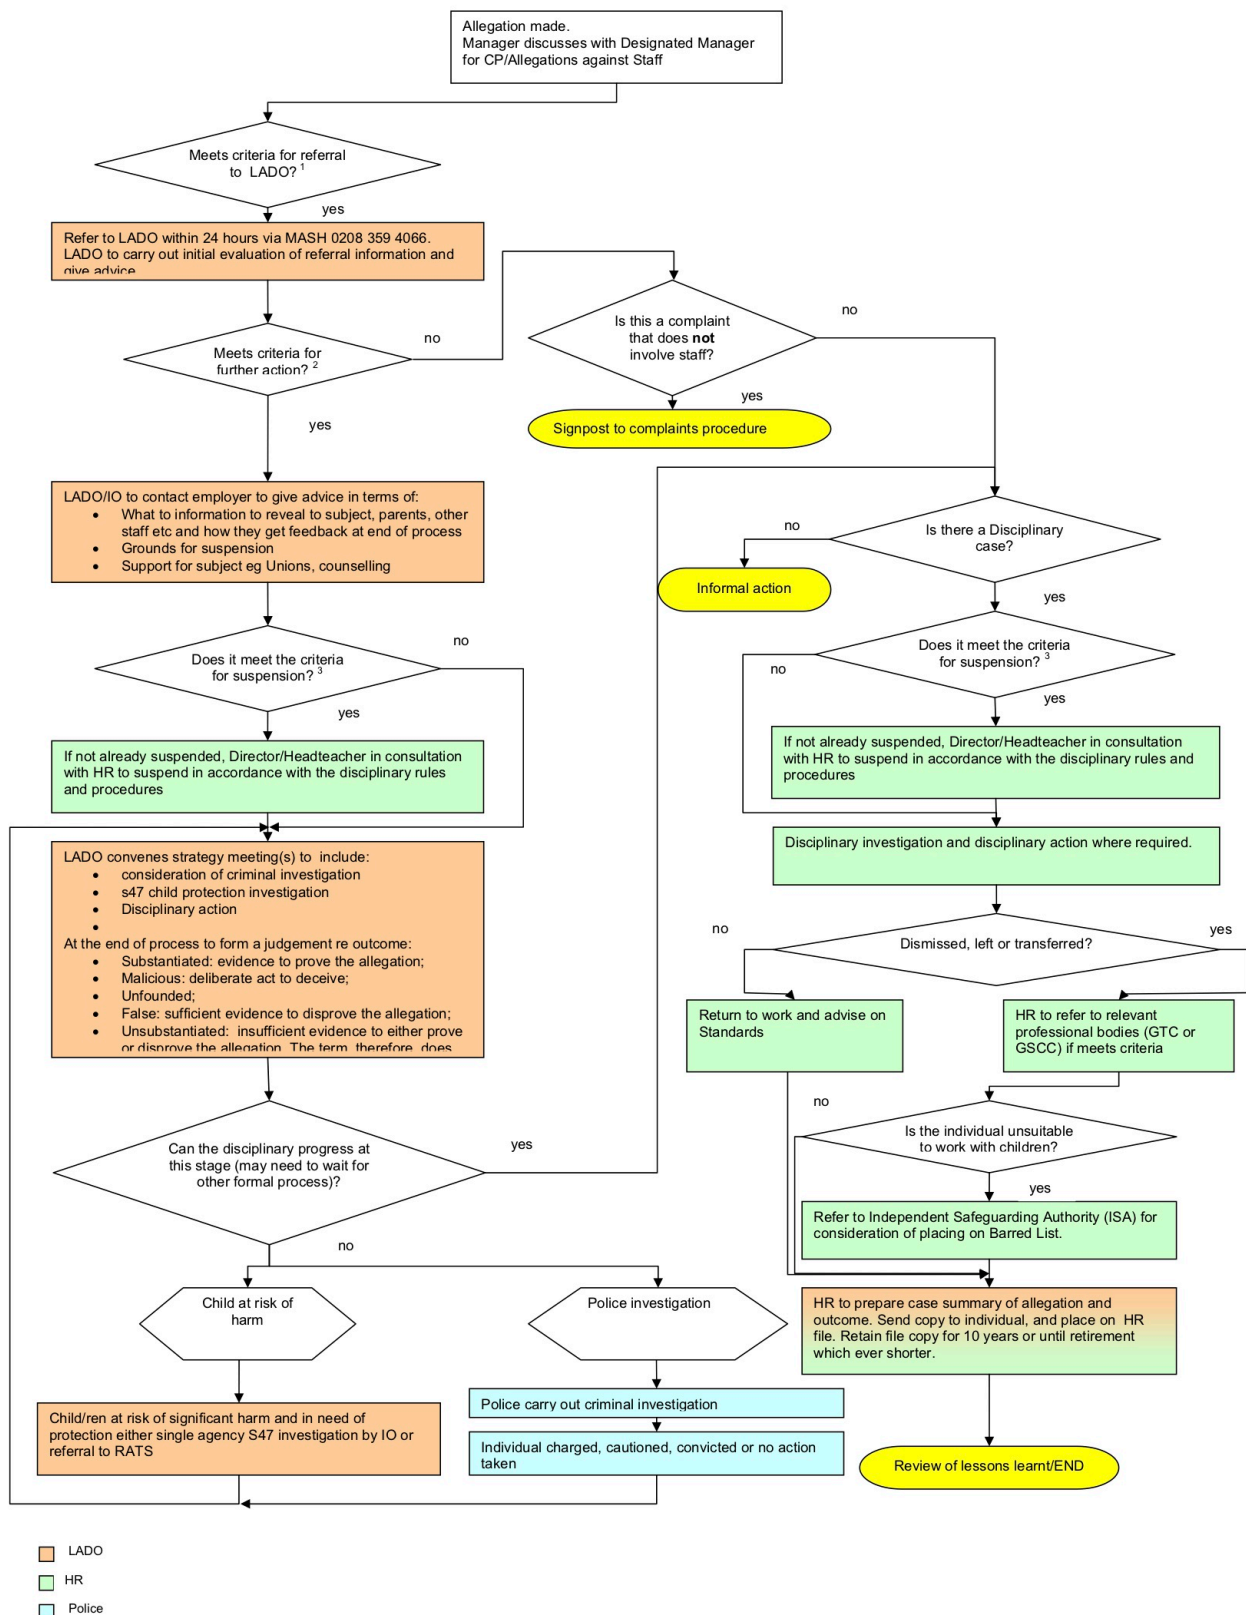 Allegation made.
Manager discusses with Designated Manager
for CP/Allegations against Staff
Meets criteria for referral
to LADO? 1
yes
Refer to LADO within 24 hours via MASH 0208 359 4066.
LADO to carry out initial evaluation of referral information and
give advice
Meets criteria for
further action? 2
no
yes
Is this a complaint
that does not
involve staff?
no
yes
Signpost to complaints procedure
LADO/IO to contact employer to give advice in terms of:
• What to information to reveal to subject, parents, other
staff etc and how they get feedback at end of process
• Grounds for suspension
• Support for subject eg Unions, counselling
Is there a Disciplinary
case?
no
Informal action
yes
Does it meet the criteria
for suspension? 3
no
yes
Does it meet the criteria
for suspension? 3
no
yes
If not already suspended, Director/Headteacher in consultation
with HR to suspend in accordance with the disciplinary rules
and procedures
If not already suspended, Director/Headteacher in consultation
with HR to suspend in accordance with the disciplinary rules and
procedures
Disciplinary investigation and disciplinary action where required.
LADO convenes strategy meeting(s) to include:
• consideration of criminal investigation
• s47 child protection investigation
• Disciplinary action
•
At the end of process to form a judgement re outcome:
• Substantiated: evidence to prove the allegation;
• Malicious: deliberate act to deceive;
• Unfounded;
• False: sufficient evidence to disprove the allegation;
• Unsubstantiated: insufficient evidence to either prove
or disprove the allegation. The term, therefore, does
Dismissed, left or transferred?
no
yes
Return to work and advise on
Standards
HR to refer to relevant
professional bodies (GTC or
GSCC) if meets criteria
Can the disciplinary progress at
this stage (may need to wait for
other formal process)?
yes
no
Is the individual unsuitable
to work with children?
no
yes
Refer to Independent Safeguarding Authority (ISA) for
consideration of placing on Barred List.
Child at risk of
harm
Police investigation
HR to prepare case summary of allegation and
outcome. Send copy to individual, and place on HR
file. Retain file copy for 10 years or until retirement
which ever shorter.
Child/ren at risk of significant harm and in need of
protection either single agency S47 investigation by IO or
referral to RATS
Police carry out criminal investigation
Individual charged, cautioned, convicted or no action
taken
Review of lessons learnt/END
LADO
HR
Police